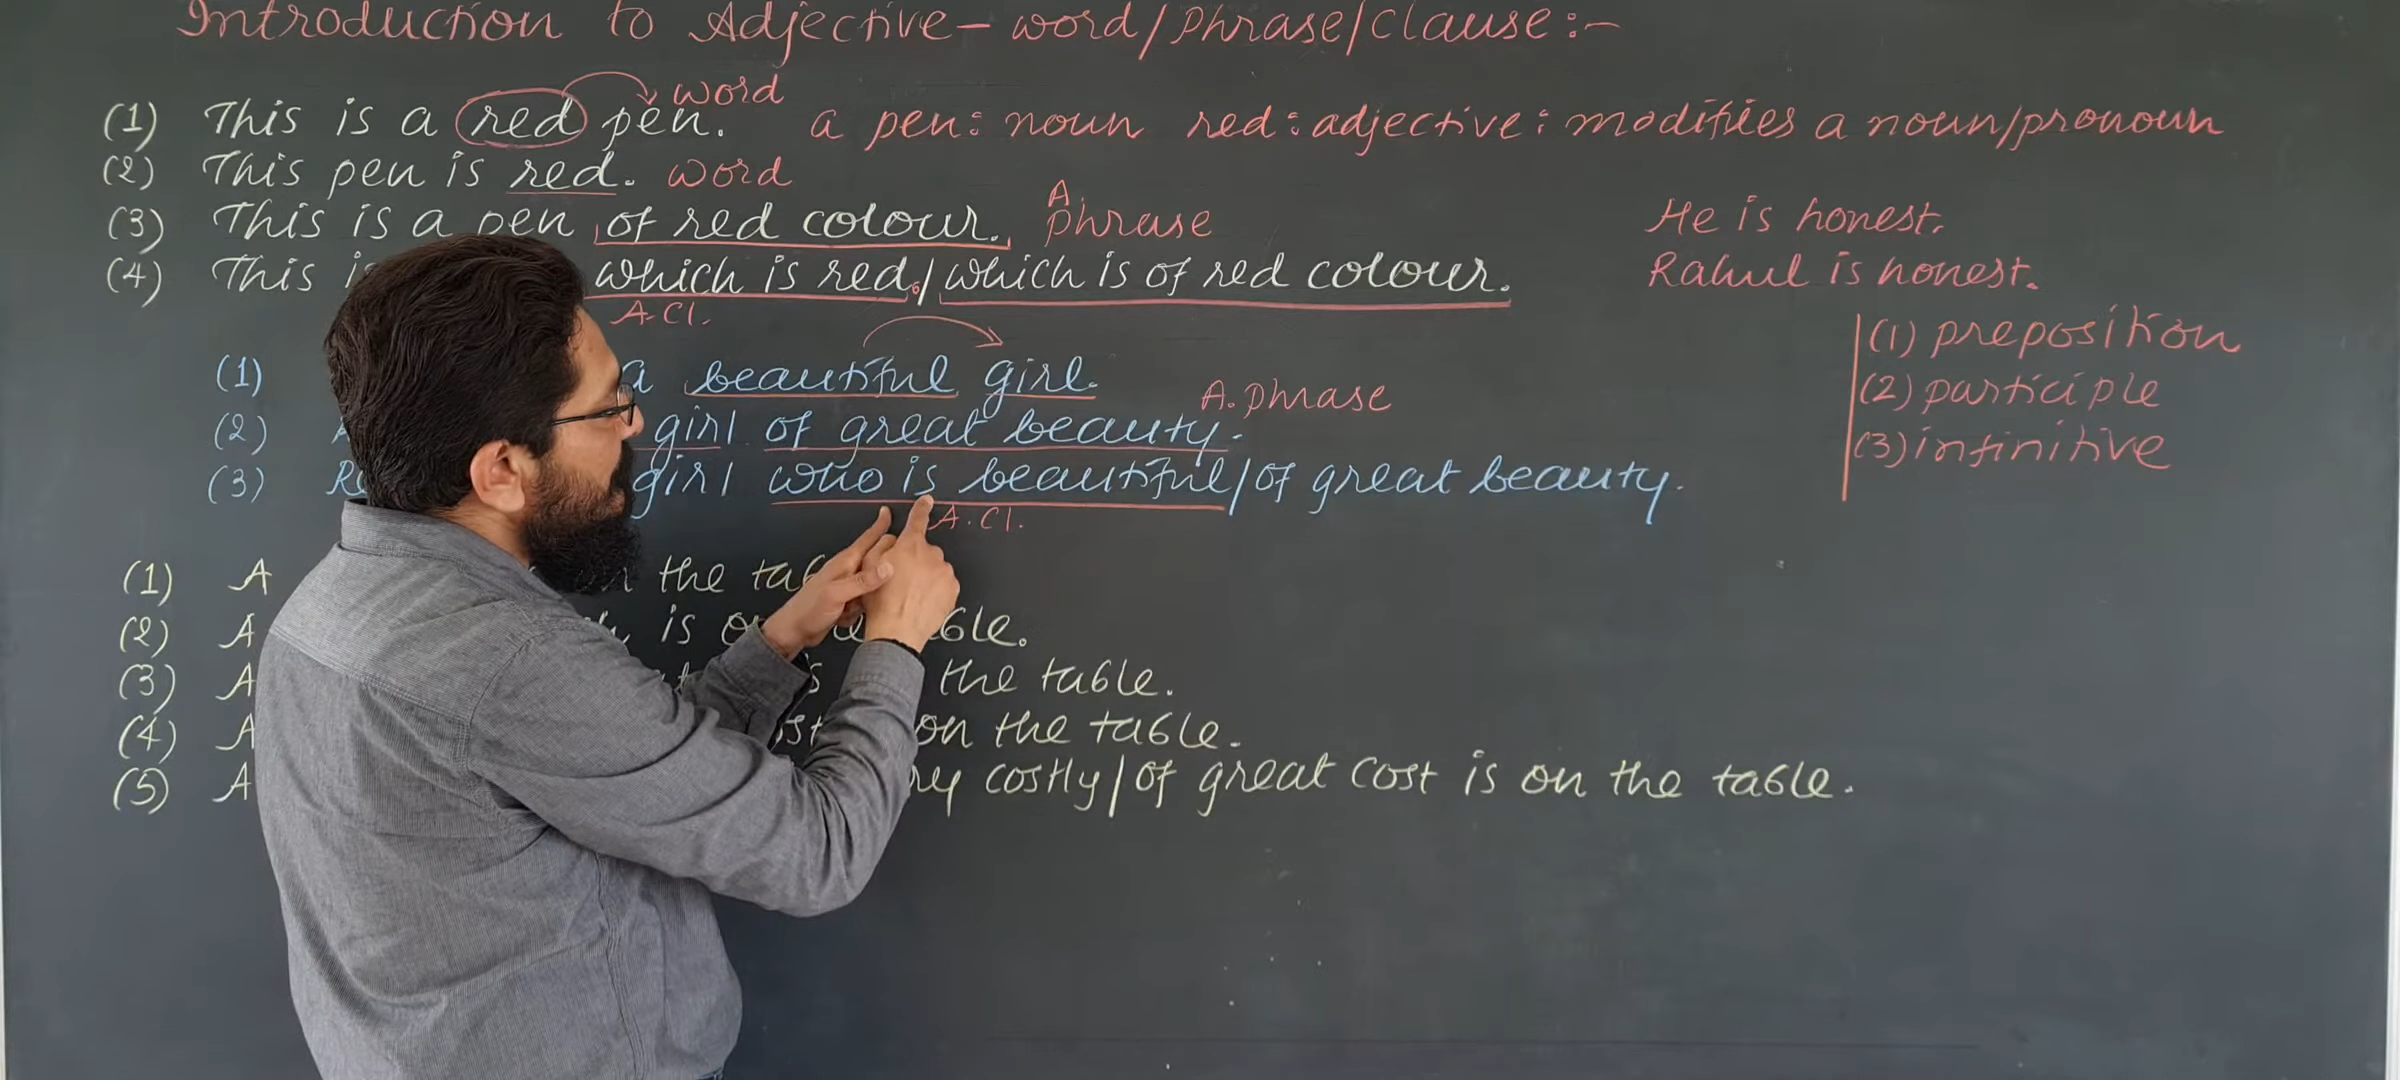 Introduction to Adjective - word/phrase/clause :-
(1) This is a red pen. word a pen: noun red: adjective: modifies a noun/pronoun
(2) This pen is red. word
(3) This is a pen of red colour. A. phrase
He is honest.
(4) This which is red./which is of red colour.
Rahul is honest.
A.Cl.
(1) preposition
(2) participle
(3) infinitive
(1) a beautiful girl.
(2) girl of great beauty. A. phrase
(3) girl who is beautiful/of great beauty.
A.Cl.
(1) A on the
(2) A is
(3) A the table.
(4) A on the table.
(5) A costly/of great cost is on the table.